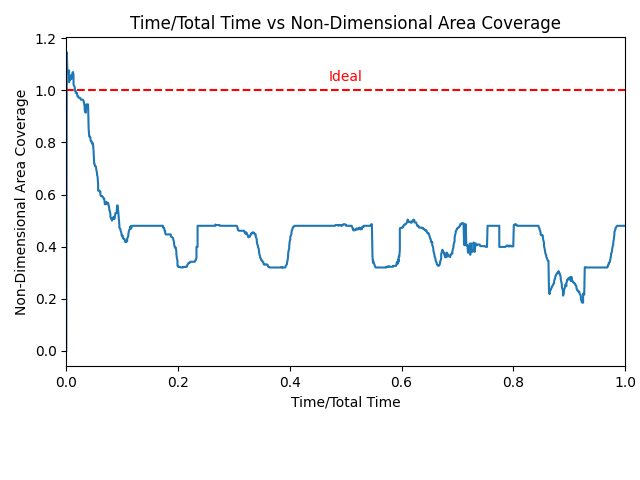 Time/Total Time vs Non-Dimensional Area Coverage
1.2
1.0
0.8
0.6
0.4
0.2
0.0
Non-Dimensional Area Coverage
Ideal
0.0 0.2 0.4 0.6 0.8 1.0
Time/Total Time